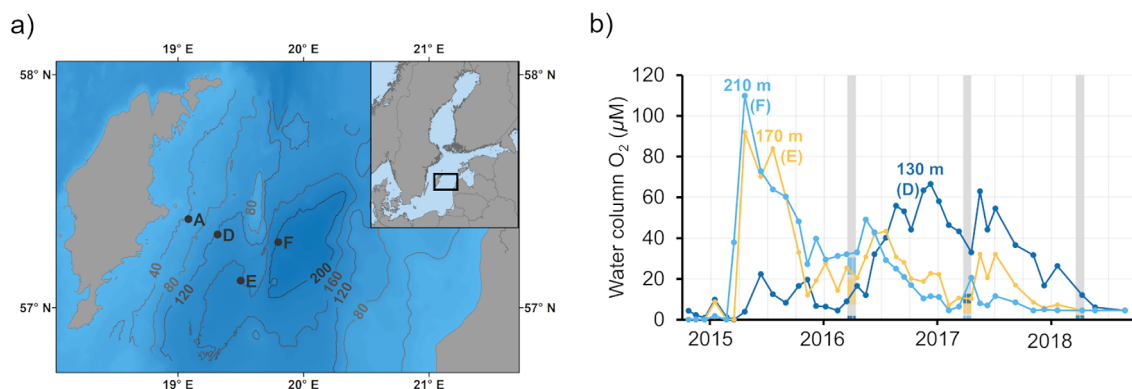 a)
19° E 20° E 21° E
58° N 58° N
A
D
F
E
80
40
80
120
200
160
120
80
57° N 57° N
19° E 20° E 21° E
b)
Water column O₂ (µM)
120
100
80
60
40
20
0
210 m
(F)
170 m
(E)
130 m
(D)
2015 2016 2017 2018